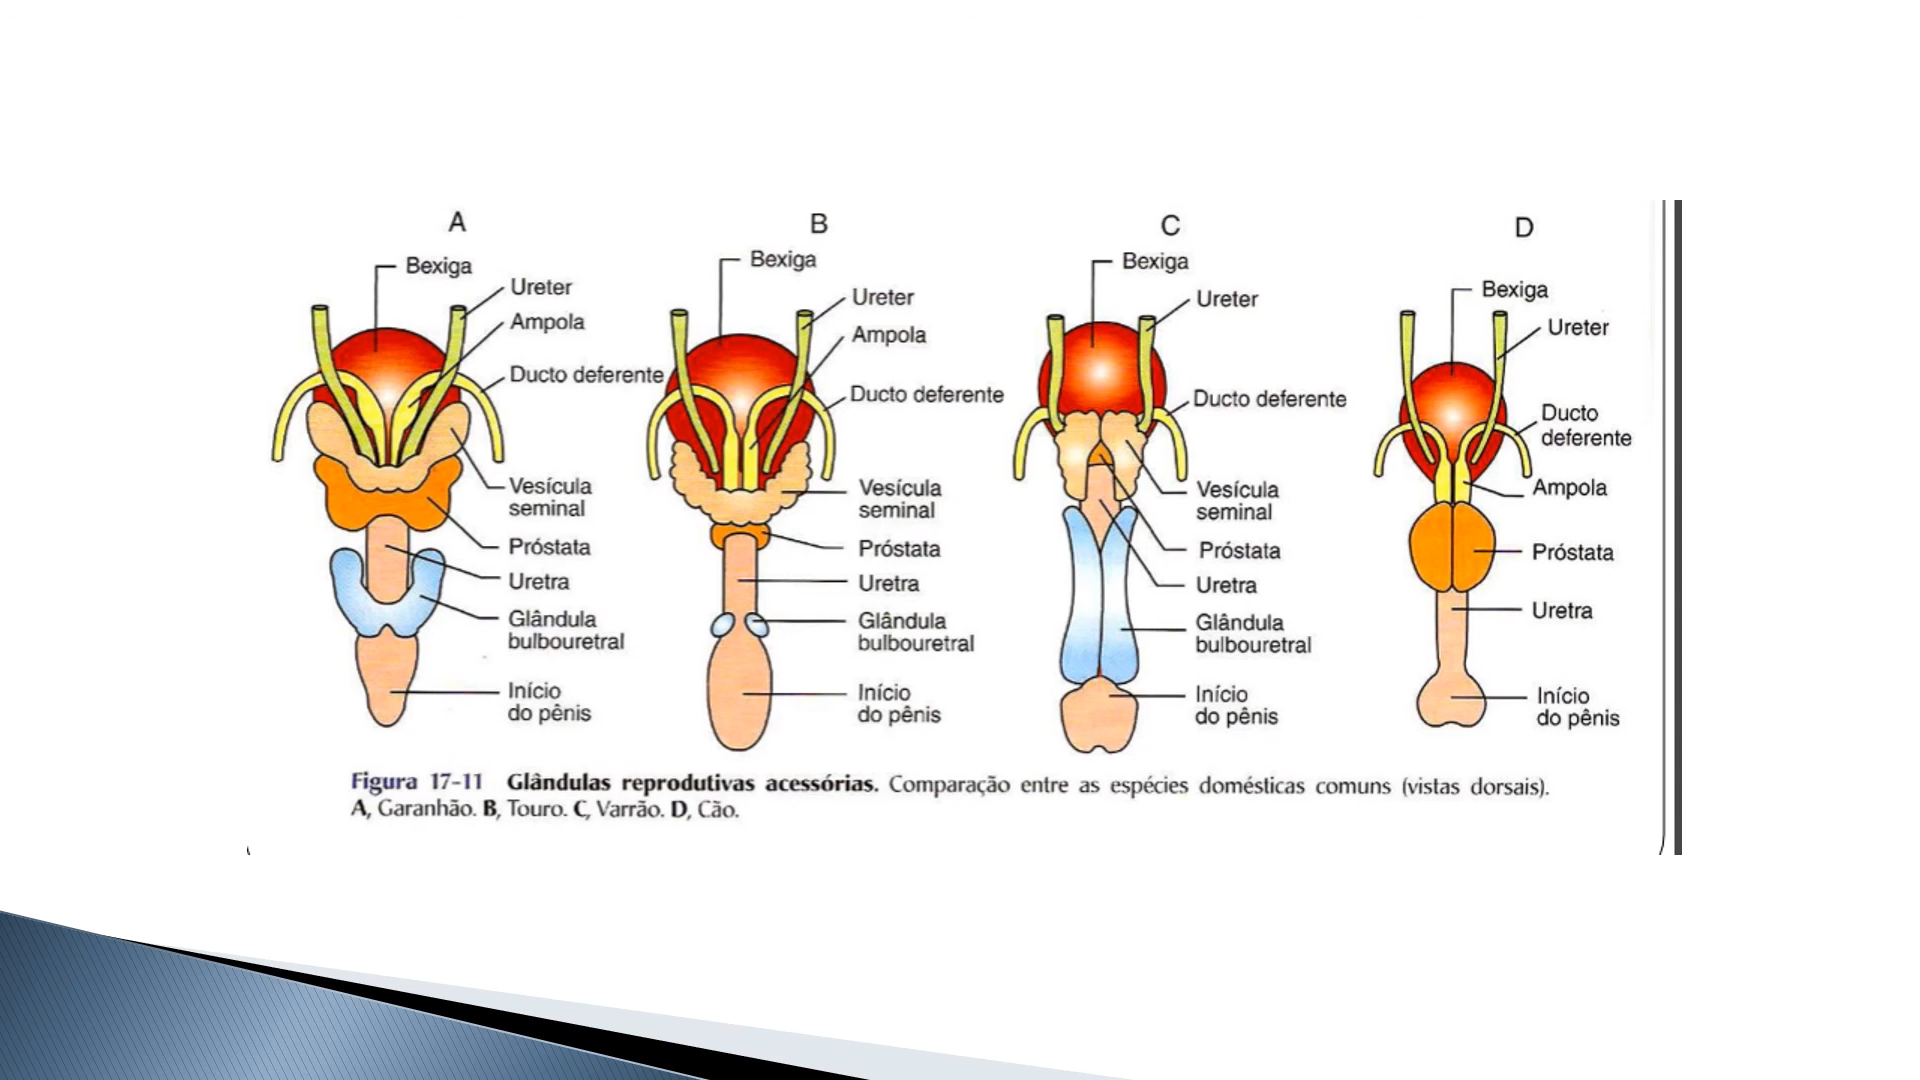 A
Bexiga
Ureter
Ampola
Ducto deferente
Vesícula
seminal
Próstata
Uretra
Glândula
bulbouretral
Início
do pênis
B
Bexiga
Ureter
Ampola
Ducto deferente
Vesícula
seminal
Próstata
Uretra
Glândula
bulbouretral
Início
do pênis
C
Bexiga
Ureter
Ducto deferente
Vesícula
seminal
Próstata
Uretra
Glândula
bulbouretral
Início
do pênis
D
Bexiga
Ureter
Ducto
deferente
Ampola
Próstata
Uretra
Início
do pênis
Figura 17-11 Glândulas reprodutivas acessórias. Comparação entre as espécies domésticas comuns (vistas dorsais).
A, Garanhão. B, Touro. C, Varrão. D, Cão.